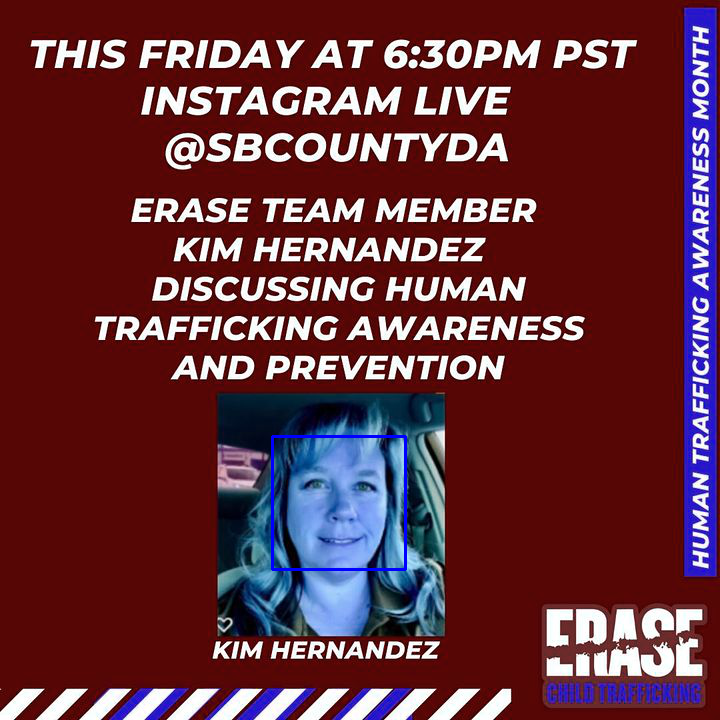 THIS FRIDAY AT 6:30PM PST
INSTAGRAM LIVE
@SBCOUNTYDA
ERASE TEAM MEMBER
KIM HERNANDEZ
DISCUSSING HUMAN
TRAFFICKING AWARENESS
AND PREVENTION
KIM HERNANDEZ
HUMAN TRAFFICKING AWARENESS MONTH
ERASE
CHILD TRAFFICKING